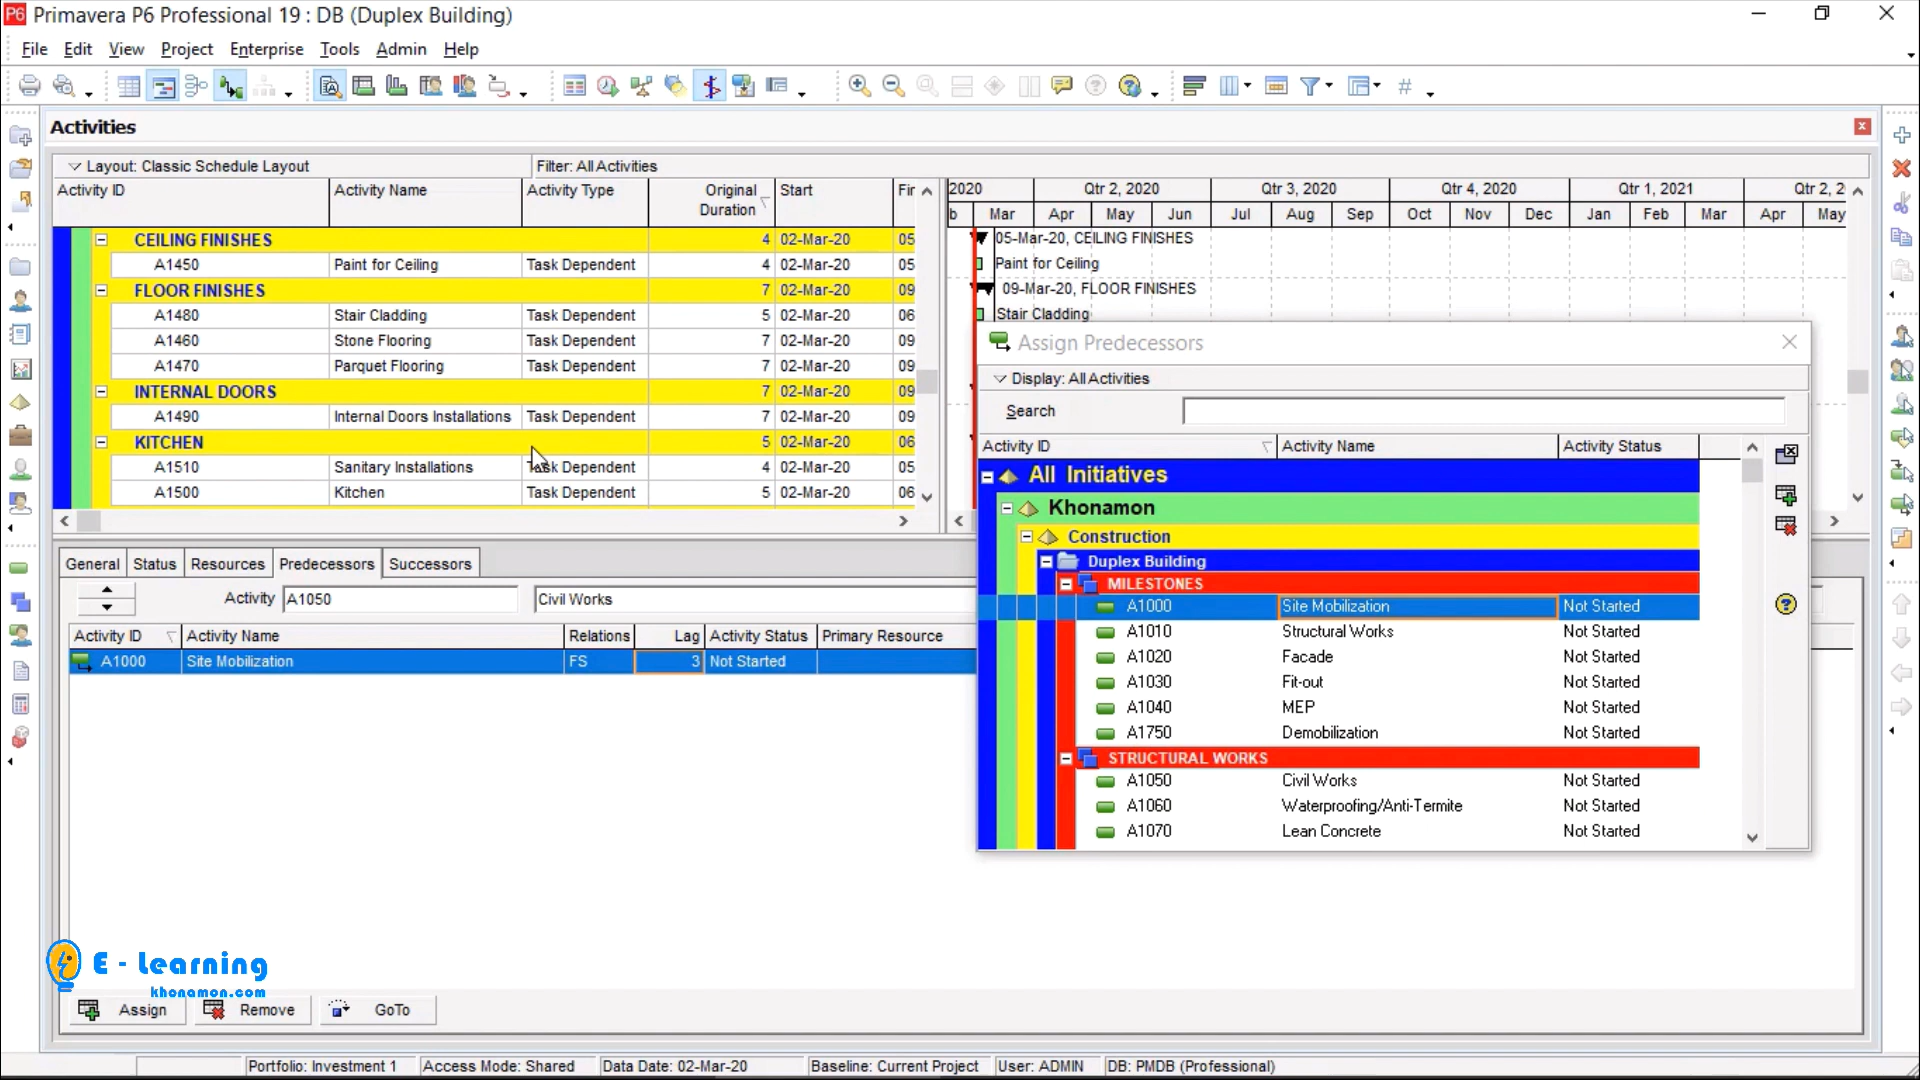 P6 Primavera P6 Professional 19 : DB (Duplex Building)
File Edit View Project Enterprise Tools Admin Help
Activities
Layout: Classic Schedule Layout Filter: All Activities
Activity ID Activity Name Activity Type Original Duration Start Fir
CEILING FINISHES 4 02-Mar-20 05
A1450 Paint for Ceiling Task Dependent 4 02-Mar-20 05
FLOOR FINISHES 7 02-Mar-20 09
A1480 Stair Cladding Task Dependent 5 02-Mar-20 06
A1460 Stone Flooring Task Dependent 7 02-Mar-20 09
A1470 Parquet Flooring Task Dependent 7 02-Mar-20 09
INTERNAL DOORS 7 02-Mar-20 09
A1490 Internal Doors Installations Task Dependent 7 02-Mar-20 09
KITCHEN 5 02-Mar-20 06
A1510 Sanitary Installations Task Dependent 4 02-Mar-20 05
A1500 Kitchen Task Dependent 5 02-Mar-20 06
2020 Qtr 2, 2020 Qtr 3, 2020 Qtr 4, 2020 Qtr 1, 2021 Qtr 2, 2
b Mar Apr May Jun Jul Aug Sep Oct Nov Dec Jan Feb Mar Apr May
05-Mar-20, CEILING FINISHES
Paint for Ceiling
09-Mar-20, FLOOR FINISHES
Stair Cladding
Assign Predecessors
Display: All Activities
Search
Activity ID Activity Name Activity Status
All Initiatives
Khonamon
Construction
Duplex Building
MILESTONES
A1000 Site Mobilization Not Started
A1010 Structural Works Not Started
A1020 Facade Not Started
A1030 Fit-out Not Started
A1040 MEP Not Started
A1750 Demobilization Not Started
STRUCTURAL WORKS
A1050 Civil Works Not Started
A1060 Waterproofing/Anti-Termite Not Started
A1070 Lean Concrete Not Started
General Status Resources Predecessors Successors
Activity A1050 Civil Works
Activity ID Activity Name Relations Lag Activity Status Primary Resource
A1000 Site Mobilization FS 3 Not Started
E - Learning
khonamon.com
Assign Remove GoTo
Portfolio: Investment 1 Access Mode: Shared Data Date: 02-Mar-20 Baseline: Current Project User: ADMIN DB: PMDB (Professional)